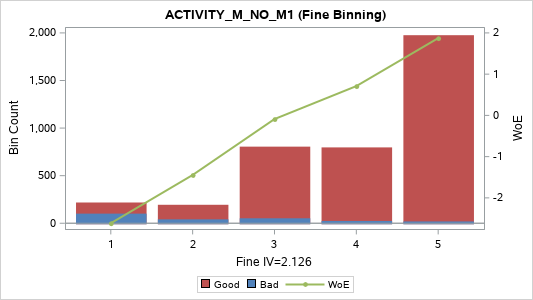 ACTIVITY_M_NO_M1 (Fine Binning)
2,000
1,500
1,000
500
0
Bin Count
2
1
0
-1
-2
WoE
1 2 3 4 5
Fine IV=2.126
Good Bad WoE